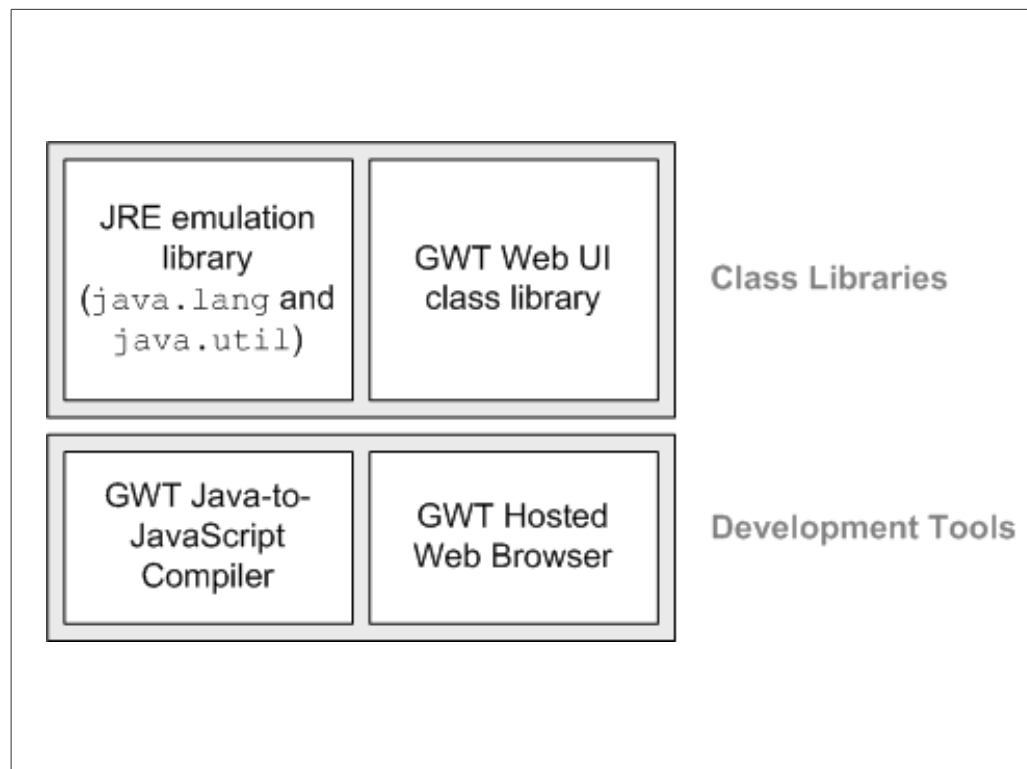 JRE emulation
library
(java.lang and
java.util)
GWT Web UI
class library
Class Libraries
GWT Java-to-
JavaScript
Compiler
GWT Hosted
Web Browser
Development Tools